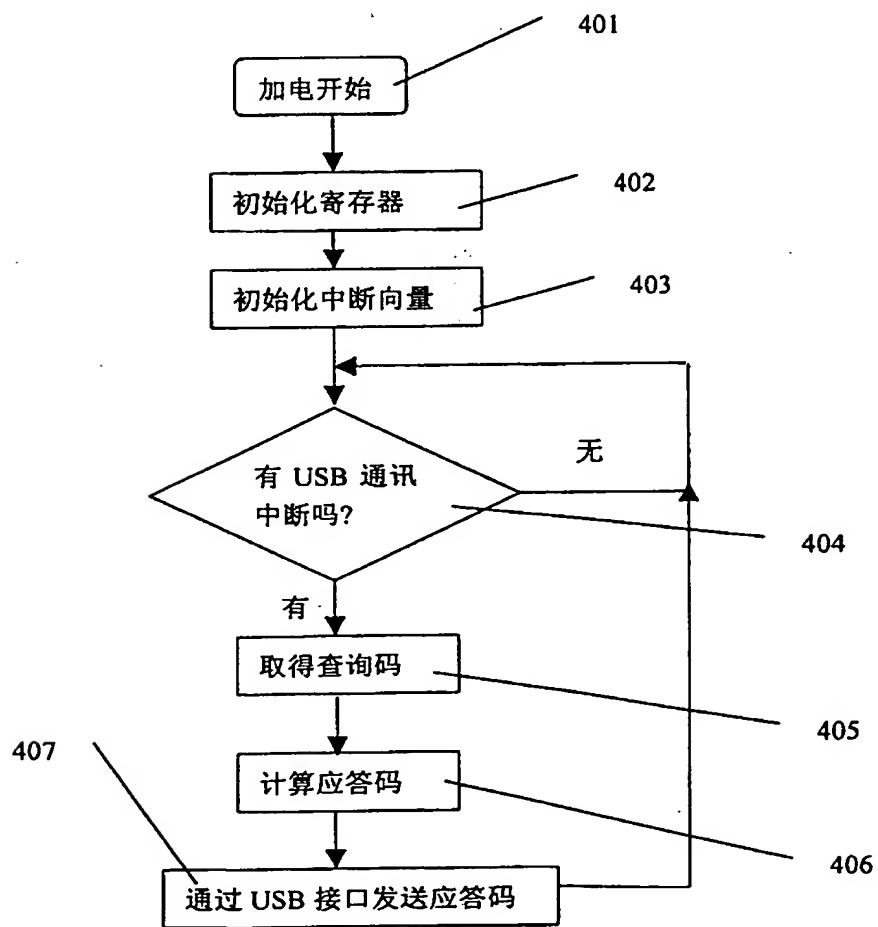 401
加电开始
402
初始化寄存器
403
初始化中断向量
无
有 USB 通讯
中断吗?
404
有
取得查询码
405
407
计算应答码
406
通过 USB 接口发送应答码